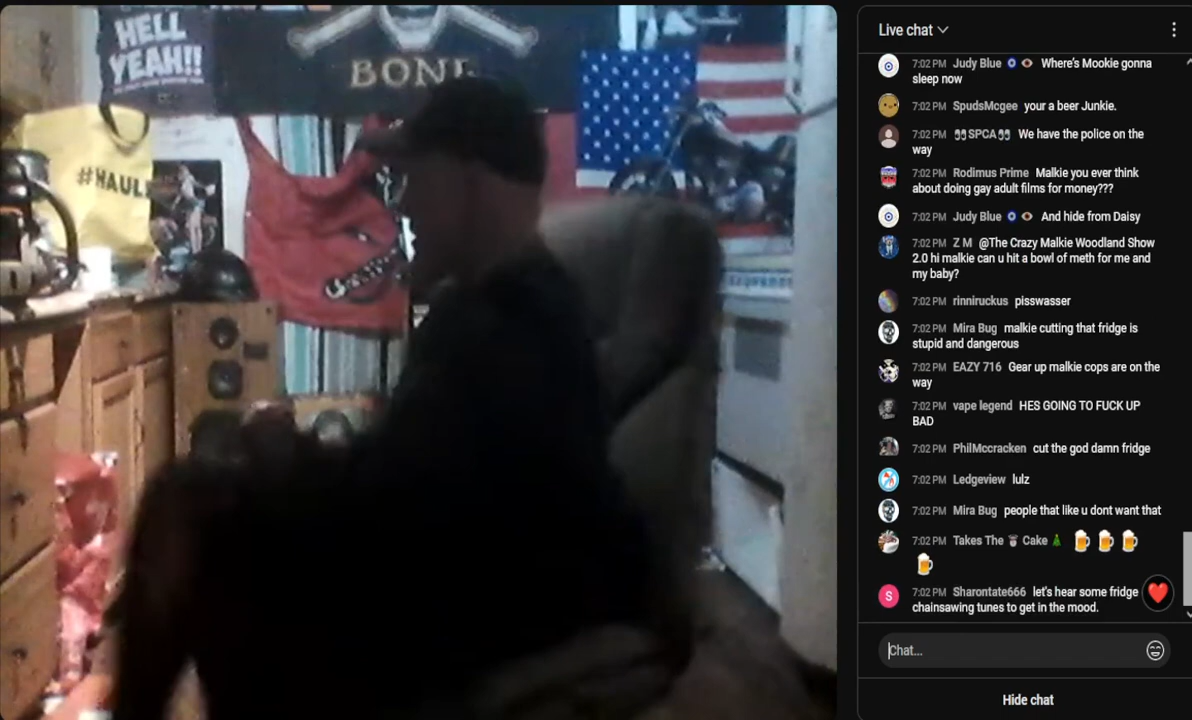 HELL
YEAH!!
BONE
#HAUL
Live chat
7:02 PM Judy Blue Where's Mookie gonna
sleep now
7:02 PM SpudsMcgee your a beer Junkie.
7:02 PM SPCA We have the police on the
way
7:02 PM Rodimus Prime Malkie you ever think
about doing gay adult films for money???
7:02 PM Judy Blue And hide from Daisy
7:02 PM Z M @The Crazy Malkie Woodland Show
2.0 hi malkie can u hit a bowl of meth for me and
my baby?
7:02 PM rinniruckus pisswasser
7:02 PM Mira Bug malkie cutting that fridge is
stupid and dangerous
7:02 PM EAZY 716 Gear up malkie cops are on the
way
7:02 PM vape legend HES GOING TO FUCK UP
BAD
7:02 PM PhilMccracken cut the god damn fridge
7:02 PM Ledgeview lulz
7:02 PM Mira Bug people that like u dont want that
7:02 PM Takes The Cake
S
7:02 PM Sharontate666 let's hear some fridge
chainsawing tunes to get in the mood.
Chat...
Hide chat